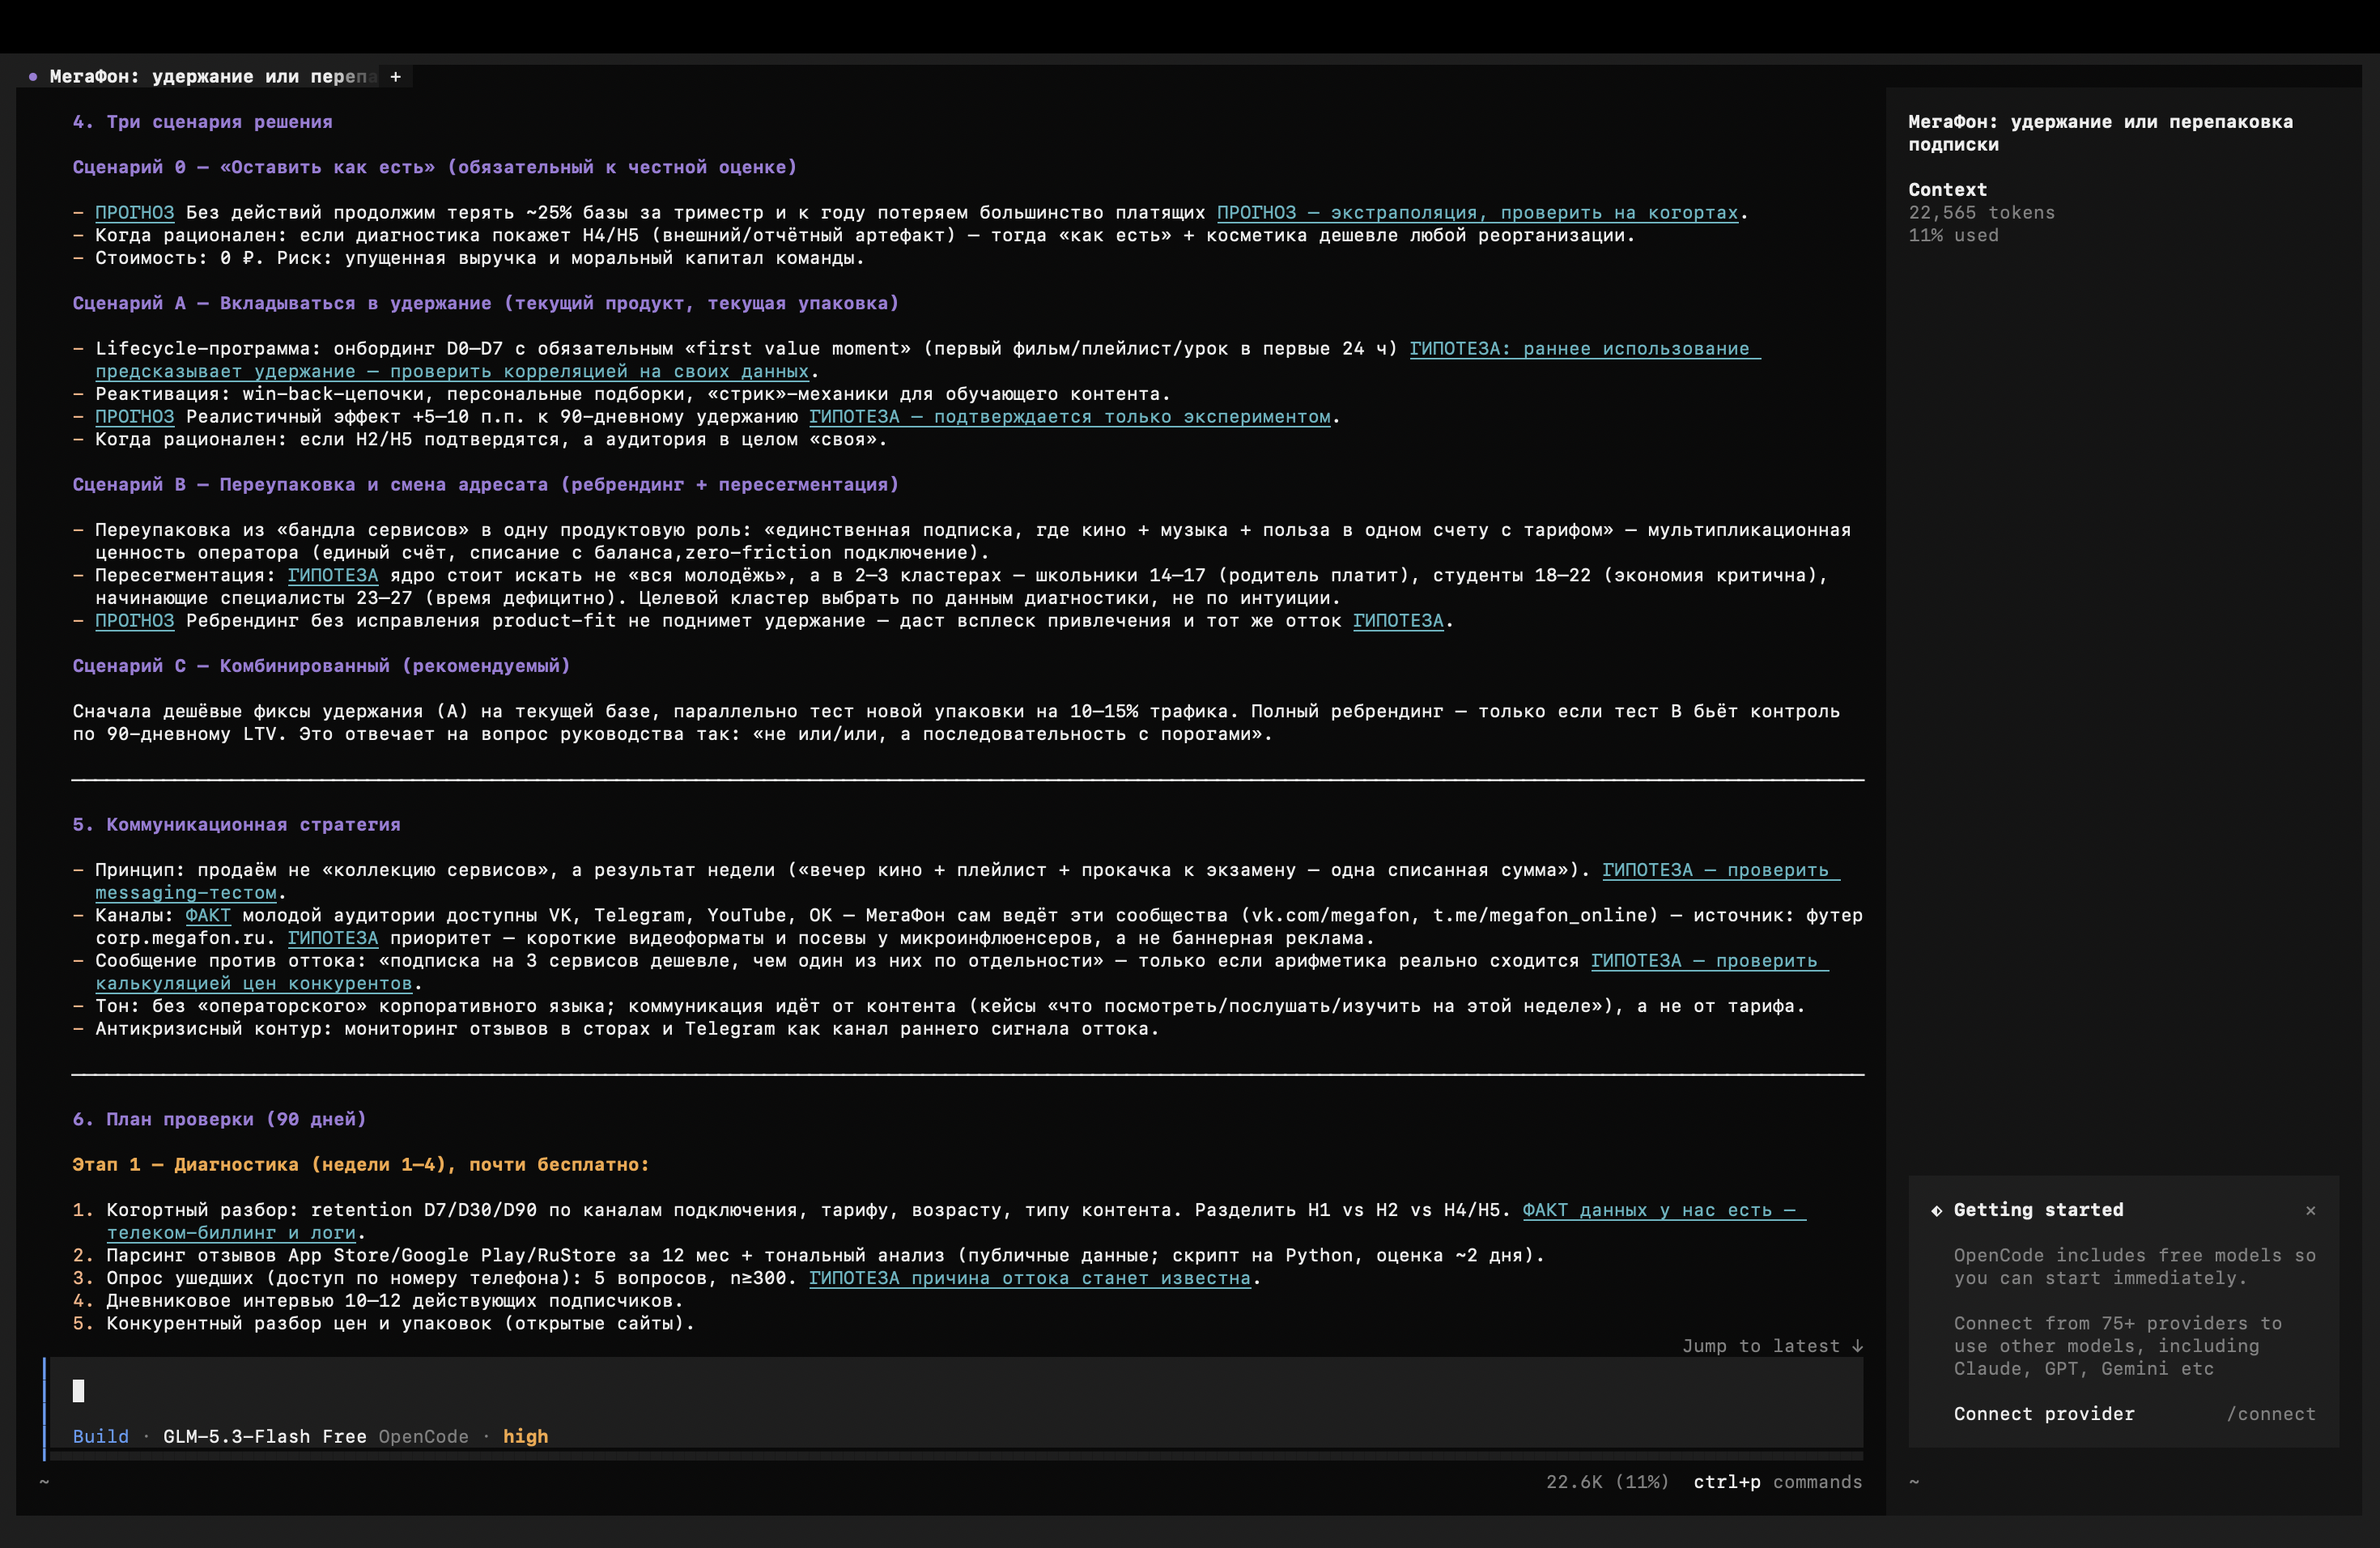 ● МегаФон: удержание или перепа +
4. Три сценария решения
Сценарий 0 — «Оставить как есть» (обязательный к честной оценке)
– ПРОГНОЗ Без действий продолжим терять ~25% базы за триместр и к году потеряем большинство платящих ПРОГНОЗ — экстраполяция, проверить на когортах.
– Когда рационален: если диагностика покажет H4/H5 (внешний/отчётный артефакт) — тогда «как есть» + косметика дешевле любой реорганизации.
– Стоимость: 0 ₽. Риск: упущенная выручка и моральный капитал команды.
Сценарий А — Вкладываться в удержание (текущий продукт, текущая упаковка)
– Lifecycle-программа: онбординг D0–D7 с обязательным «first value moment» (первый фильм/плейлист/урок в первые 24 ч) ГИПОТЕЗА: раннее использование
предсказывает удержание — проверить корреляцией на своих данных.
– Реактивация: win-back-цепочки, персональные подборки, «стрик»-механики для обучающего контента.
– ПРОГНОЗ Реалистичный эффект +5–10 п.п. к 90-дневному удержанию ГИПОТЕЗА — подтверждается только экспериментом.
– Когда рационален: если H2/H5 подтвердятся, а аудитория в целом «своя».
Сценарий B — Переупаковка и смена адресата (ребрендинг + пересегментация)
– Переупаковка из «бандла сервисов» в одну продуктовую роль: «единственная подписка, где кино + музыка + польза в одном счету с тарифом» — мультипликационная
ценность оператора (единый счёт, списание с баланса,zero-friction подключение).
– Пересегментация: ГИПОТЕЗА ядро стоит искать не «вся молодёжь», а в 2–3 кластерах — школьники 14–17 (родитель платит), студенты 18–22 (экономия критична),
начинающие специалисты 23–27 (время дефицитно). Целевой кластер выбрать по данным диагностики, не по интуиции.
– ПРОГНОЗ Ребрендинг без исправления product-fit не поднимет удержание — даст всплеск привлечения и тот же отток ГИПОТЕЗА.
Сценарий C — Комбинированный (рекомендуемый)
Сначала дешёвые фиксы удержания (А) на текущей базе, параллельно тест новой упаковки на 10–15% трафика. Полный ребрендинг — только если тест B бьёт контроль
по 90-дневному LTV. Это отвечает на вопрос руководства так: «не или/или, а последовательность с порогами».
5. Коммуникационная стратегия
– Принцип: продаём не «коллекцию сервисов», а результат недели («вечер кино + плейлист + прокачка к экзамену — одна списанная сумма»). ГИПОТЕЗА — проверить
messaging-тестом.
– Каналы: ФАКТ молодой аудитории доступны VK, Telegram, YouTube, OK — МегаФон сам ведёт эти сообщества (vk.com/megafon, t.me/megafon_online) — источник: футер
corp.megafon.ru. ГИПОТЕЗА приоритет — короткие видеоформаты и посевы у микроинфлюенсеров, а не баннерная реклама.
– Сообщение против оттока: «подписка на 3 сервисов дешевле, чем один из них по отдельности» — только если арифметика реально сходится ГИПОТЕЗА — проверить
калькуляцией цен конкурентов.
– Тон: без «операторского» корпоративного языка; коммуникация идёт от контента (кейсы «что посмотреть/послушать/изучить на этой неделе»), а не от тарифа.
– Антикризисный контур: мониторинг отзывов в сторах и Telegram как канал раннего сигнала оттока.
6. План проверки (90 дней)
Этап 1 — Диагностика (недели 1–4), почти бесплатно:
1. Когортный разбор: retention D7/D30/D90 по каналам подключения, тарифу, возрасту, типу контента. Разделить H1 vs H2 vs H4/H5. ФАКТ данных у нас есть —
телеком-биллинг и логи.
2. Парсинг отзывов App Store/Google Play/RuStore за 12 мес + тональный анализ (публичные данные; скрипт на Python, оценка ~2 дня).
3. Опрос ушедших (доступ по номеру телефона): 5 вопросов, n≥300. ГИПОТЕЗА причина оттока станет известна.
4. Дневниковое интервью 10–12 действующих подписчиков.
5. Конкурентный разбор цен и упаковок (открытые сайты).
Jump to latest ↓
Build · GLM-5.3-Flash Free OpenCode · high
~ 22.6K (11%) ctrl+p commands
МегаФон: удержание или перепаковка
подписки
Context
22,565 tokens
11% used
Getting started ×
OpenCode includes free models so
you can start immediately.
Connect from 75+ providers to
use other models, including
Claude, GPT, Gemini etc
Connect provider /connect
~